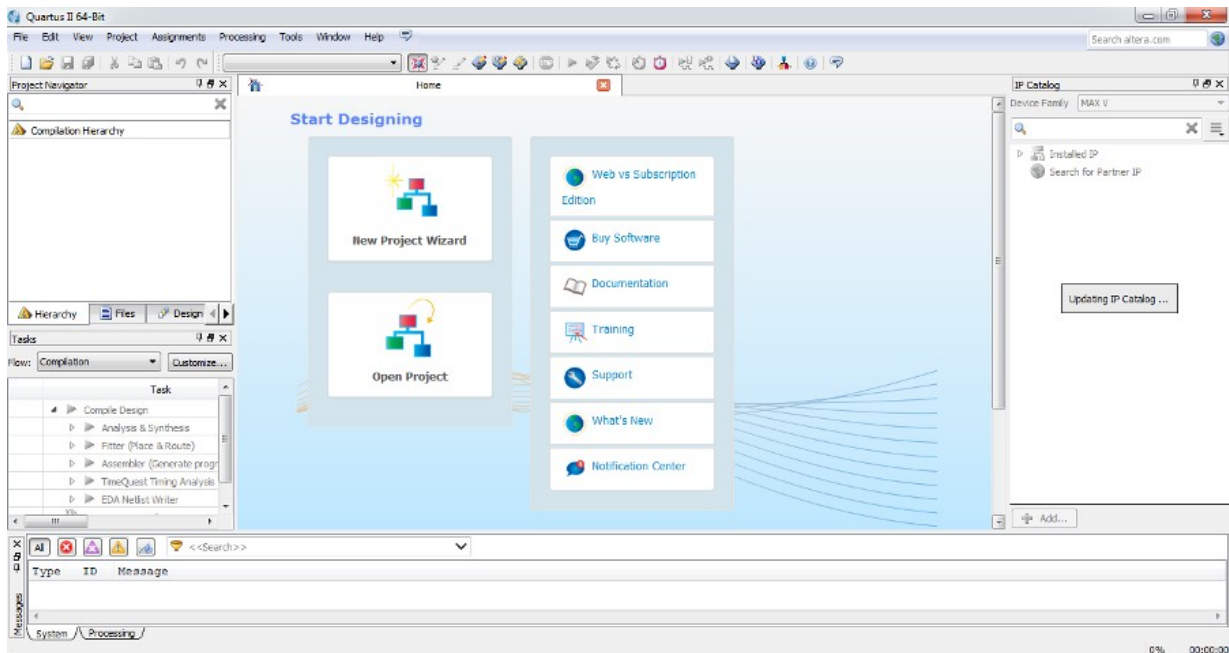 Quartus II 64-Bit
File Edit View Project Assignments Processing Tools Window Help
Search altera.com
Project Navigator
Compilation Hierarchy
Hierarchy Files Design
Tasks
Flow: Compilation Customize...
Task
Compile Design
Analysis & Synthesis
Fitter (Place & Route)
Assembler (Generate progr
TimeQuest Timing Analysis
EDA Netlist Writer
Home
Start Designing
New Project Wizard
Open Project
Web vs Subscription
Edition
Buy Software
Documentation
Training
Support
What's New
Notification Center
IP Catalog
Device Family MAX V
Installed IP
Search for Partner IP
Updating IP Catalog ...
Add...
All <<Search>>
Type ID Message
Messages
System Processing
0% 00:00:00